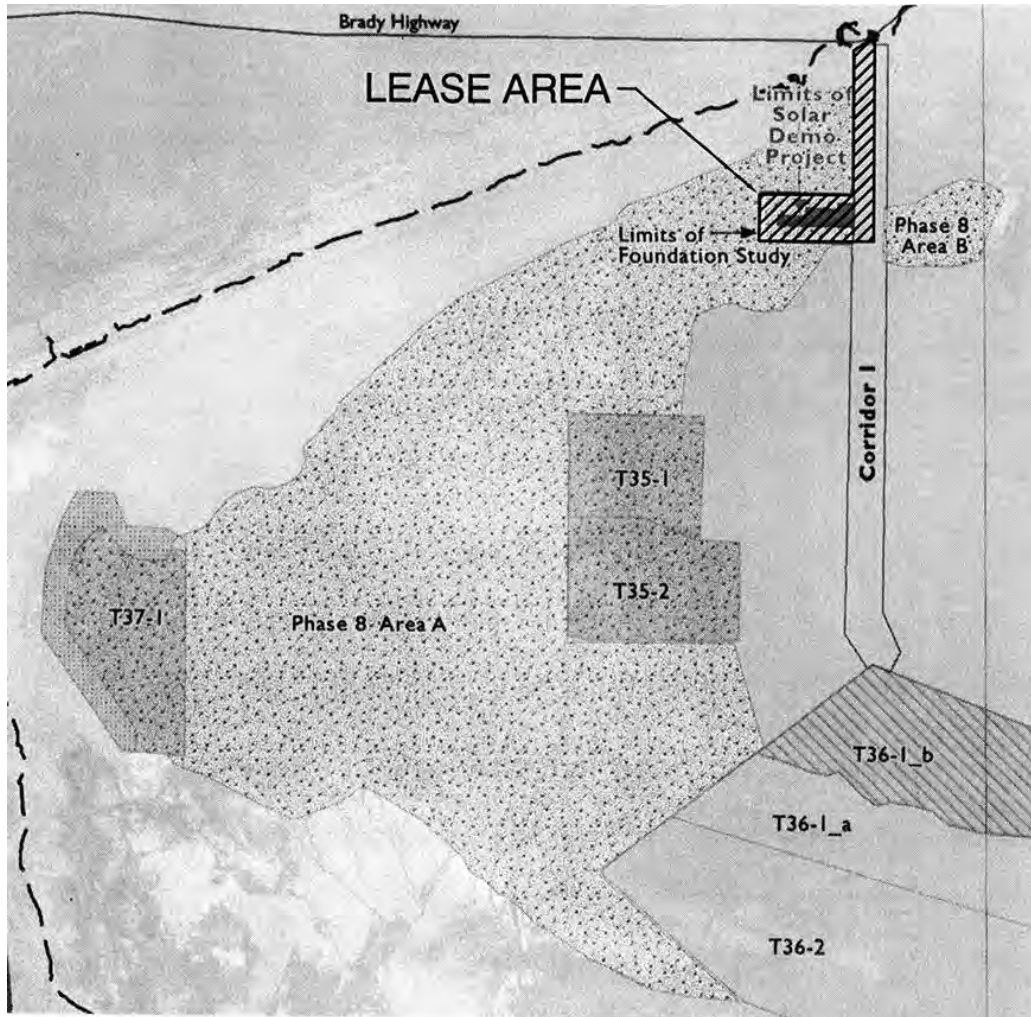 Brady Highway
LEASE AREA
Limits of
Solar
Demo
Project
Limits of
Foundation Study
Phase 8
Area B
Corridor 1
T35-1
T35-2
T37-1
Phase 8 Area A
T36-1_b
T36-1_a
T36-2